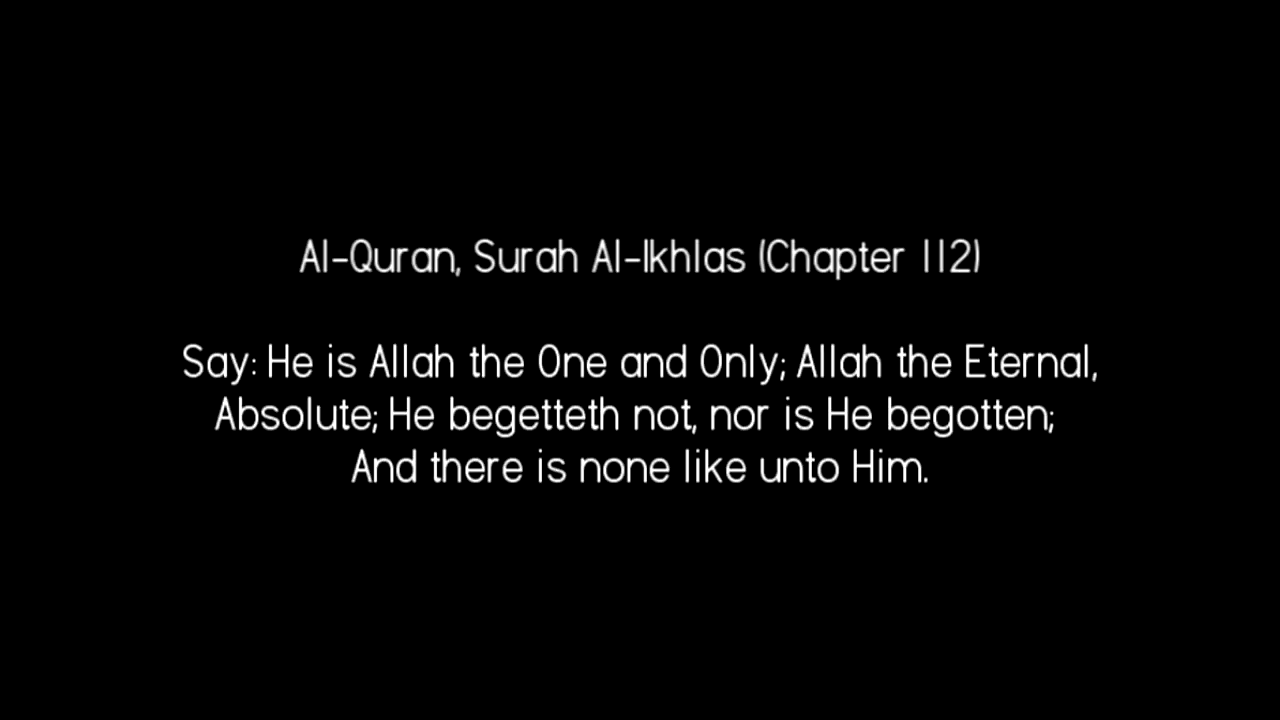 Al-Quran, Surah Al-Ikhlas (Chapter 112)
Say: He is Allah the One and Only; Allah the Eternal,
Absolute; He begetteth not, nor is He begotten;
And there is none like unto Him.